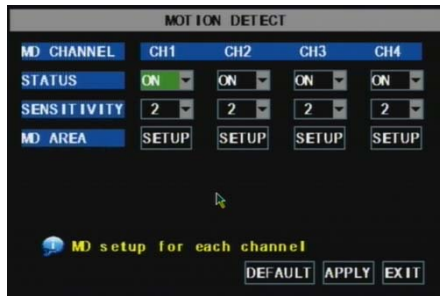 MOTION DETECT
MD CHANNEL CH1 CH2 CH3 CH4
STATUS ON ON ON ON
SENSITIVITY 2 2 2 2
MD AREA SETUP SETUP SETUP SETUP
MD setup for each channel
DEFAULT APPLY EXIT